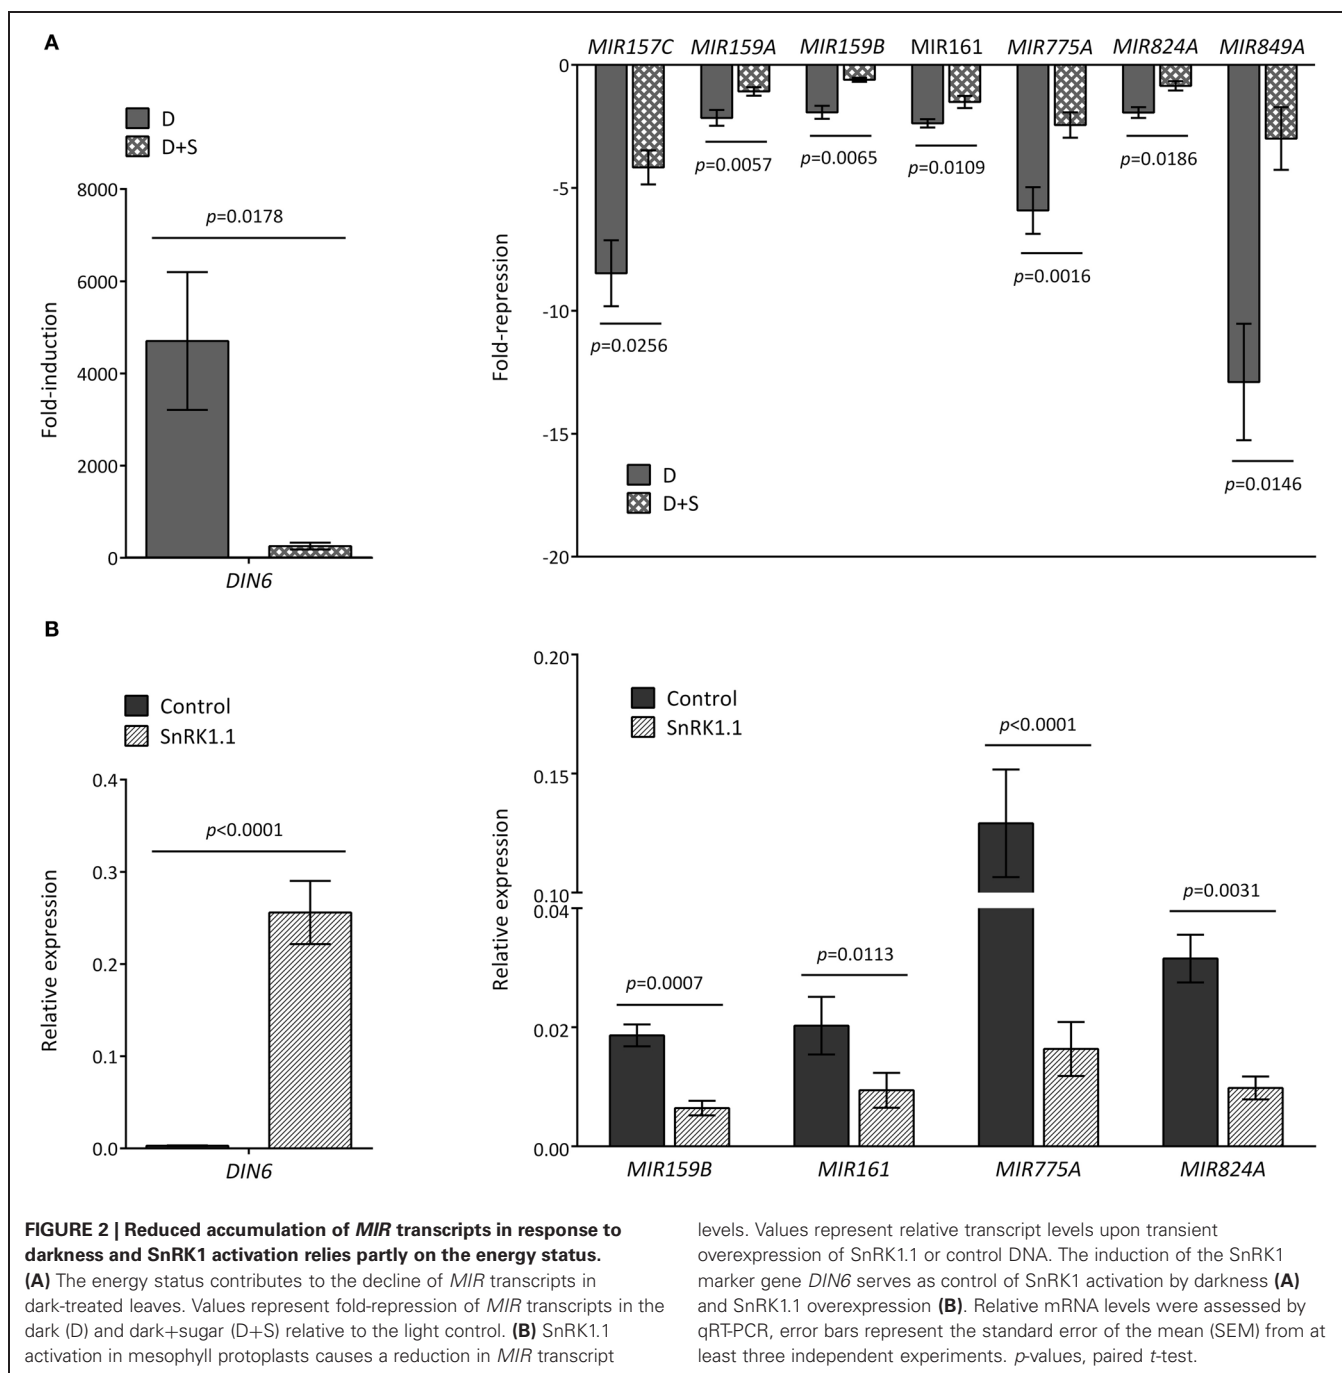 A
D
D+S
8000
6000
4000
2000
0
Fold-induction
p=0.0178
DIN6
MIR157C MIR159A MIR159B MIR161 MIR775A MIR824A MIR849A
0
-5
-10
-15
-20
Fold-repression
p=0.0256
p=0.0057
p=0.0065
p=0.0109
p=0.0016
p=0.0186
p=0.0146
D
D+S
B
Control
SnRK1.1
0.4
0.3
0.2
0.1
0.0
Relative expression
p<0.0001
DIN6
Control
SnRK1.1
0.20
0.15
0.10
0.04
0.02
0.00
Relative expression
p=0.0007
p=0.0113
p<0.0001
p=0.0031
MIR159B MIR161 MIR775A MIR824A
FIGURE 2 | Reduced accumulation of MIR transcripts in response to
darkness and SnRK1 activation relies partly on the energy status.
(A) The energy status contributes to the decline of MIR transcripts in
dark-treated leaves. Values represent fold-repression of MIR transcripts in the
dark (D) and dark+sugar (D+S) relative to the light control. (B) SnRK1.1
activation in mesophyll protoplasts causes a reduction in MIR transcript
levels. Values represent relative transcript levels upon transient
overexpression of SnRK1.1 or control DNA. The induction of the SnRK1
marker gene DIN6 serves as control of SnRK1 activation by darkness (A)
and SnRK1.1 overexpression (B). Relative mRNA levels were assessed by
qRT-PCR, error bars represent the standard error of the mean (SEM) from at
least three independent experiments. p-values, paired t-test.